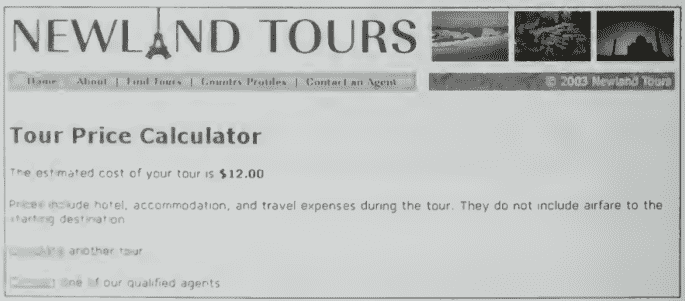 NEWLAND TOURS
Home | About | Find Tours | Country Profiles | Contact an Agent
© 2003 Newland Tours
Tour Price Calculator
The estimated cost of your tour is $12.00
Prices include hotel, accommodation, and travel expenses during the tour. They do not include airfare to the
starting destination
another tour
Contact one of our qualified agents